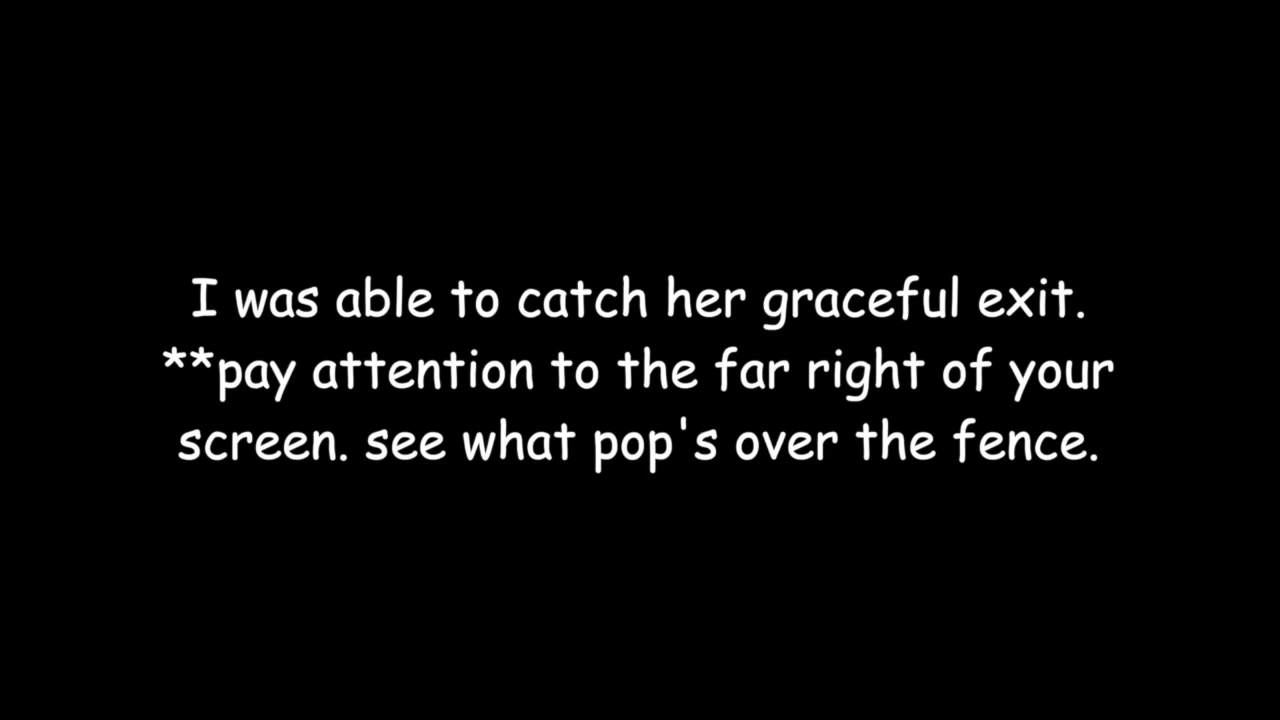 I was able to catch her graceful exit.
**pay attention to the far right of your
screen. see what pop's over the fence.